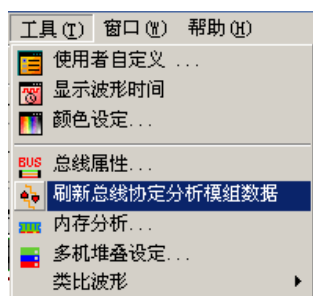 工具(T) 窗口(W) 帮助(H)
使用者自定义 ...
显示波形时间
颜色设定...
BUS 总线属性...
刷新总线协定分析模组数据
内存分析...
多机堆叠设定...
类比波形